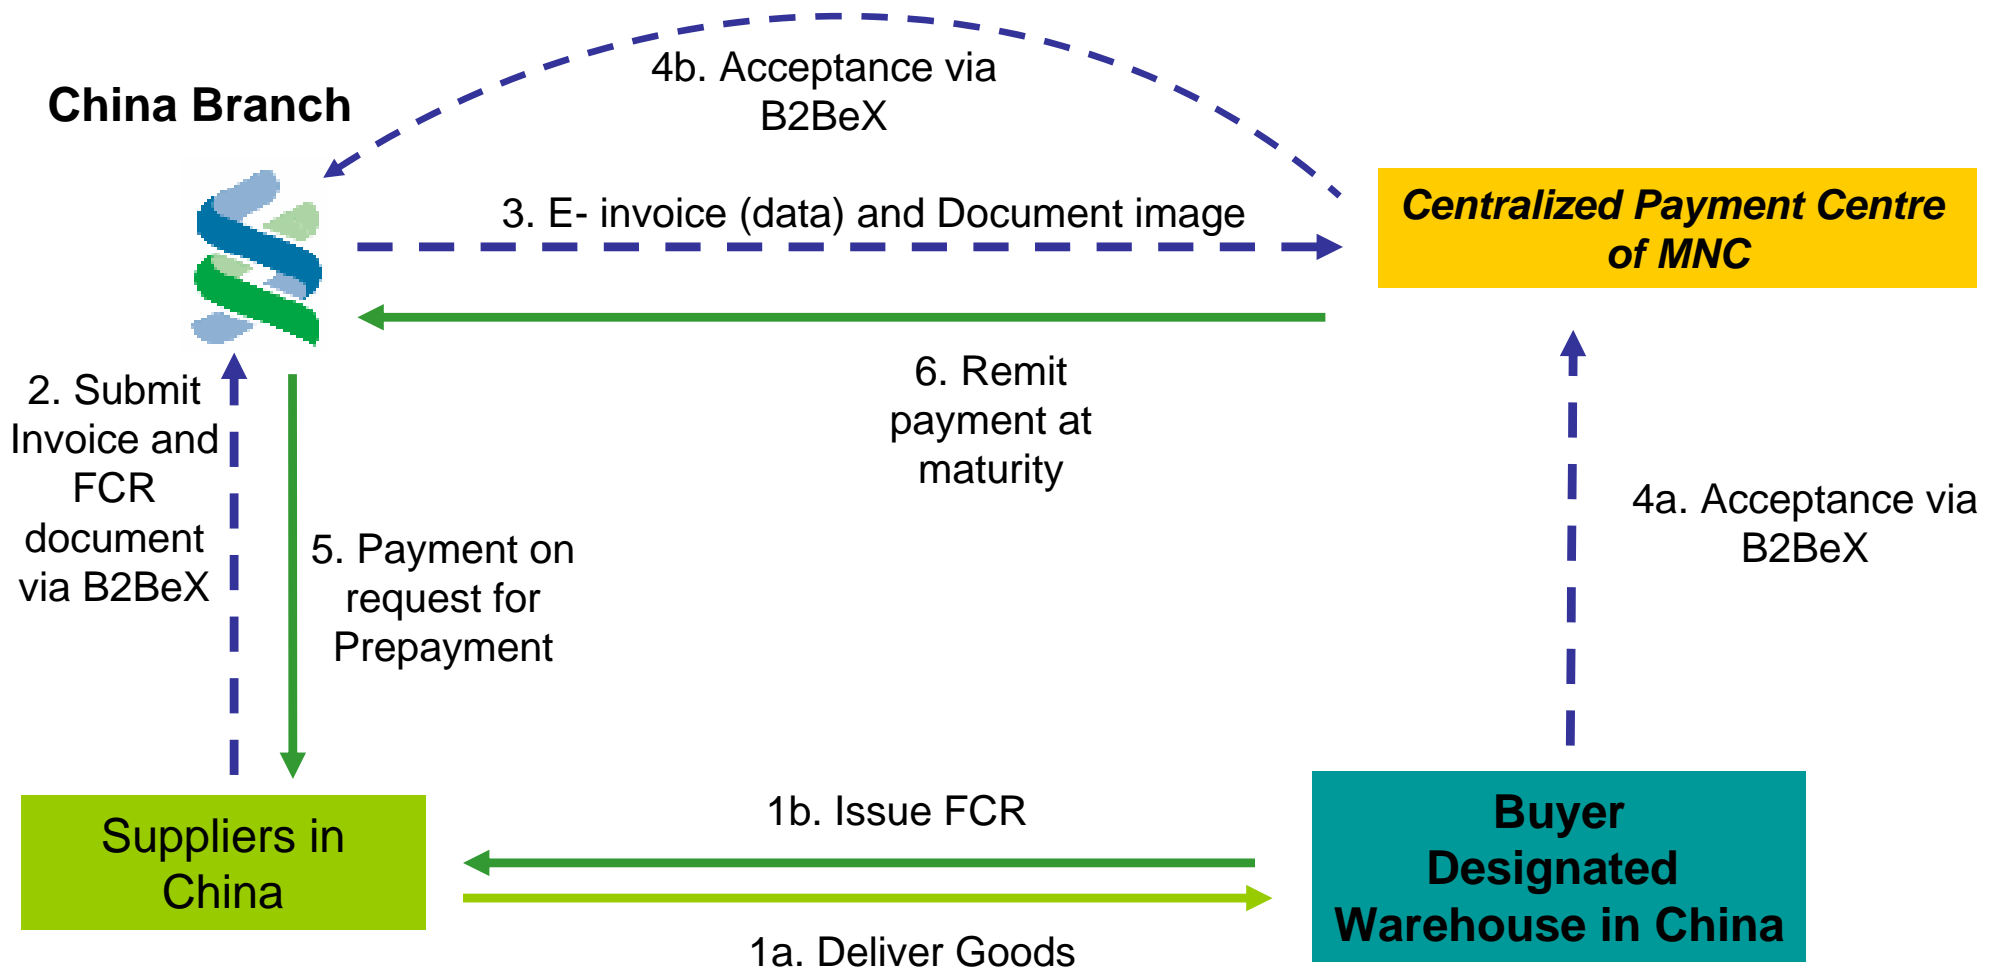 4b. Acceptance via
B2BeX
China Branch
3. E- invoice (data) and Document image
Centralized Payment Centre
of MNC
2. Submit
Invoice and
FCR
document
via B2BeX
6. Remit
payment at
maturity
5. Payment on
request for
Prepayment
4a. Acceptance via
B2BeX
Suppliers in
China
1b. Issue FCR
1a. Deliver Goods
Buyer
Designated
Warehouse in China